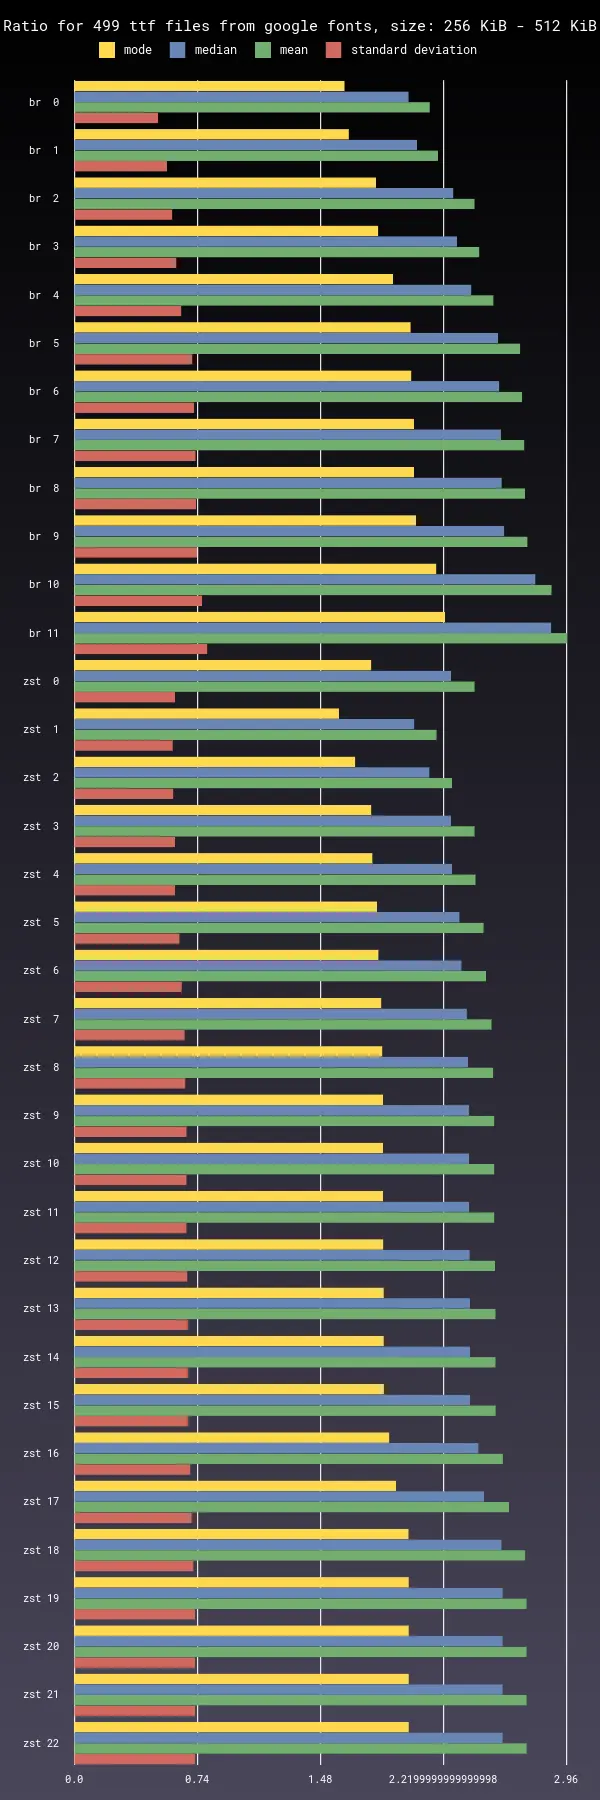 Ratio for 499 ttf files from google fonts, size: 256 KiB - 512 KiB
mode median mean standard deviation
br 0
br 1
br 2
br 3
br 4
br 5
br 6
br 7
br 8
br 9
br 10
br 11
zst 0
zst 1
zst 2
zst 3
zst 4
zst 5
zst 6
zst 7
zst 8
zst 9
zst 10
zst 11
zst 12
zst 13
zst 14
zst 15
zst 16
zst 17
zst 18
zst 19
zst 20
zst 21
zst 22
0.0 0.74 1.48 2.2199999999999998 2.96